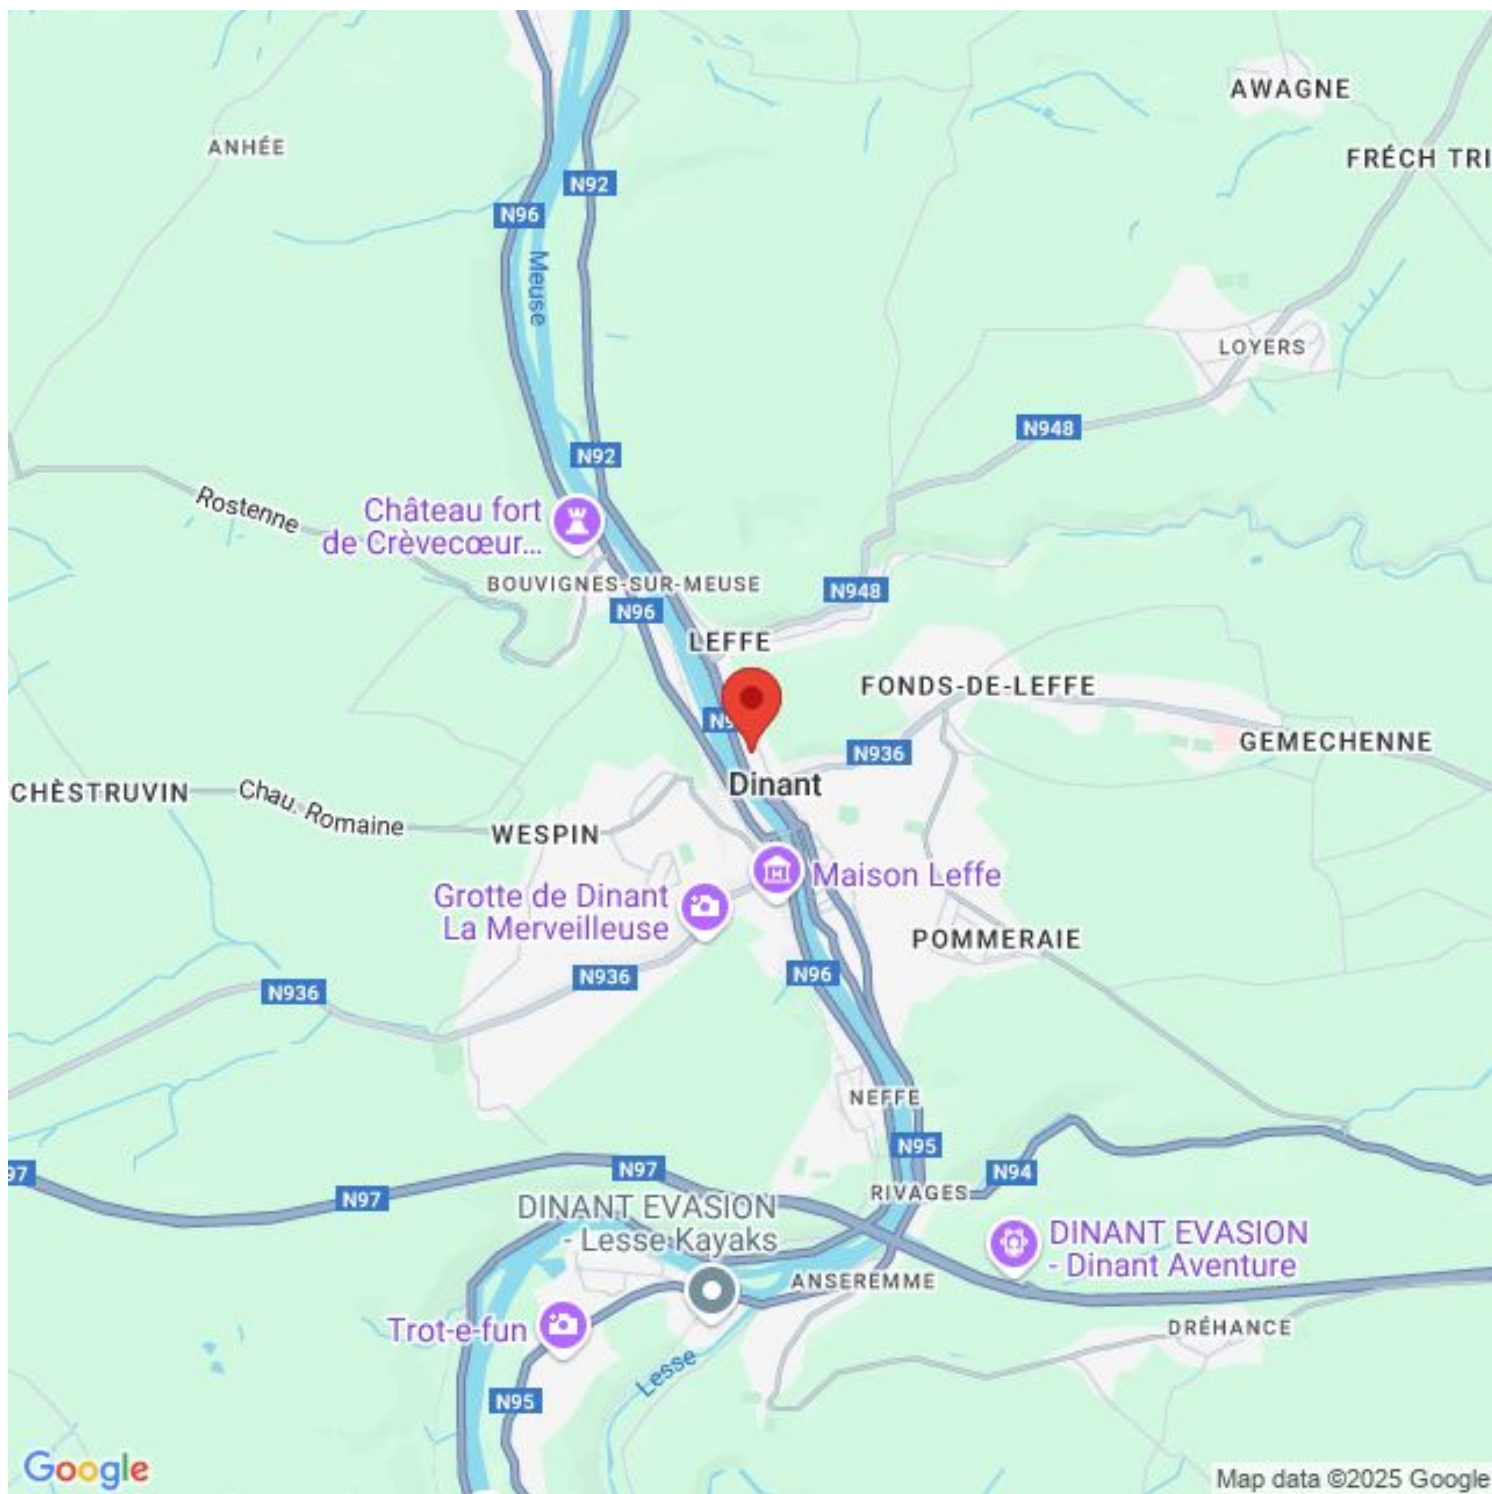 AWAGNE
ANHÉE
FRÉCH TRI
N92
N96
Meuse
LOYERS
N948
N92
Rostenne
Château fort
de Crèvecœur...
BOUVIGNES-SUR-MEUSE
N948
N96
LEFFE
FONDS-DE-LEFFE
GEMECHENNE
N936
Dinant
CHÈSTRUVIN
Chau. Romaine
WESPIN
Maison Leffe
Grotte de Dinant
La Merveilleuse
POMMERAIE
N96
N936
N936
NEFFE
N95
N97
N94
97
N97
RIVAGES
DINANT EVASION
- Lesse Kayaks
DINANT EVASION
- Dinant Aventure
ANSEREMME
Trot-e-fun
DRÉHANCE
Lesse
N95
Google
Map data ©2025 Google